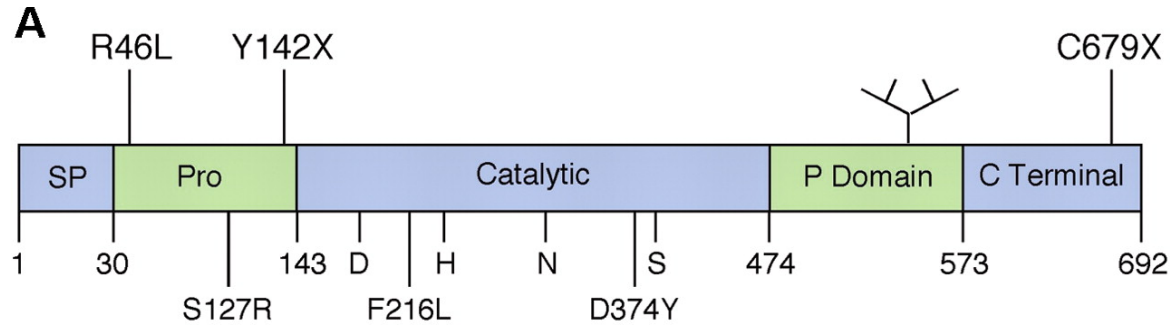 A
R46L Y142X C679X
SP Pro Catalytic P Domain C Terminal
1 30 143 D H N S 474 573 692
S127R F216L D374Y